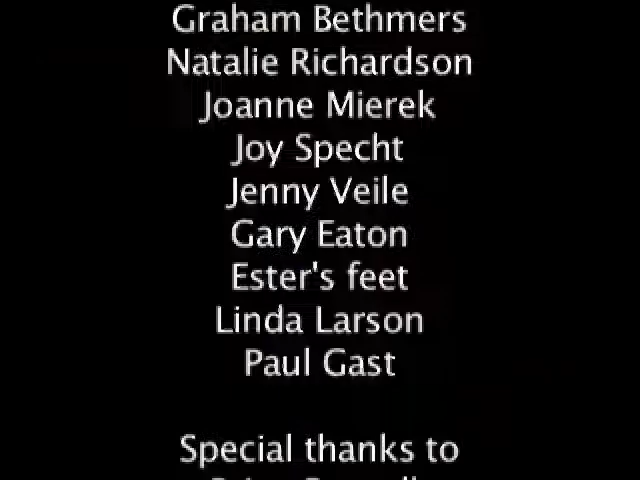 Graham Bethmers
Natalie Richardson
Joanne Mierek
Joy Specht
Jenny Veile
Gary Eaton
Ester's feet
Linda Larson
Paul Gast
Special thanks to